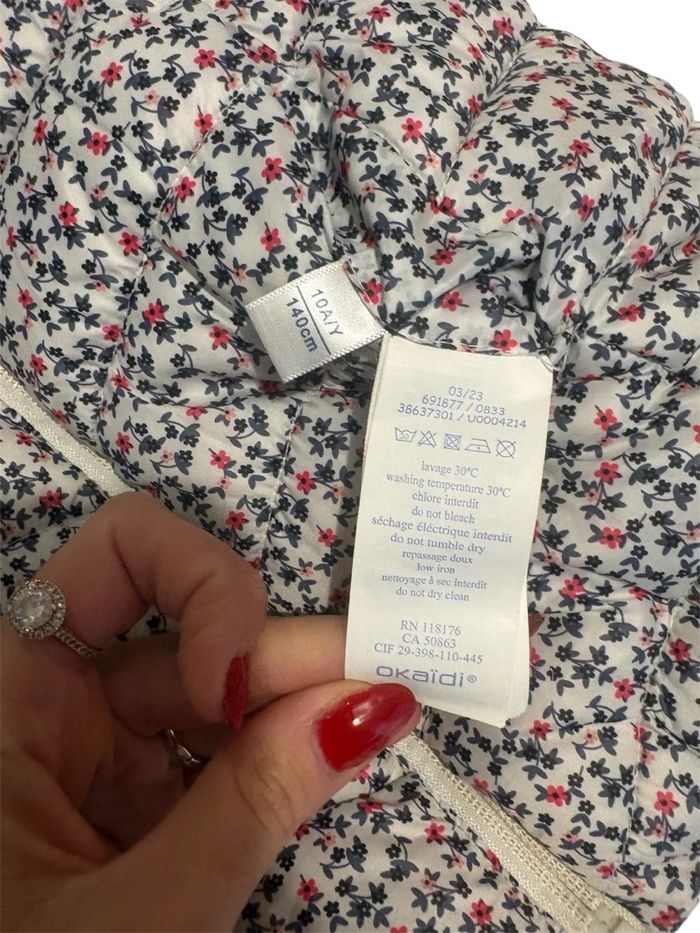 10A/Y
140cm
03/23
691877 / 0833
38637301 / U0004214
lavage 30°C
washing temperature 30°C
chlore interdit
do not bleach
séchage éléctrique interdit
do not tumble dry
repassage doux
low iron
nettoyage à sec interdit
do not dry clean
RN 118176
CA 50863
CIF 29-398-110-445
okaïdi®